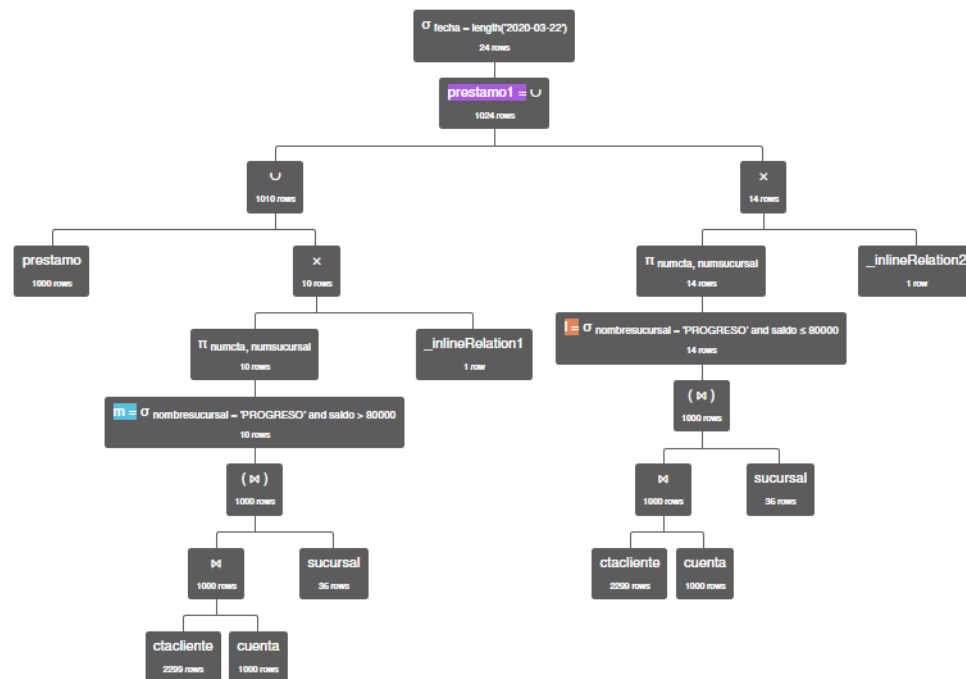 σ fecha = length('2020-03-22')
24 rows
prestamo1 = ∪
1024 rows
∪
1010 rows
×
14 rows
prestamo
1000 rows
×
10 rows
π numcta, numsucursal
14 rows
_inlineRelation2
1 row
π numcta, numsucursal
10 rows
_inlineRelation1
1 row
l = σ nombresucursal = 'PROGRESO' and saldo ≤ 80000
14 rows
m = σ nombresucursal = 'PROGRESO' and saldo > 80000
10 rows
( ⋈ )
1000 rows
( ⋈ )
1000 rows
⋈
1000 rows
sucursal
36 rows
⋈
1000 rows
sucursal
36 rows
ctacliente
2299 rows
cuenta
1000 rows
ctacliente
2299 rows
cuenta
1000 rows